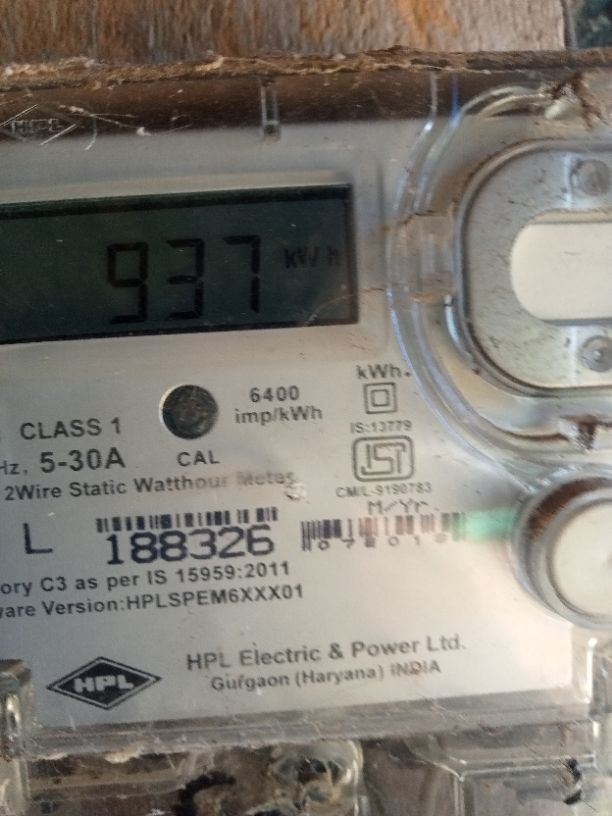 HPL
937 kWh
6400
imp/kWh
kWh
IS:13779
CLASS 1
Hz, 5-30A
CAL
2Wire Static Watthour Meter
CM/L-9190783
M/Yr.
L 188326
ory C3 as per IS 15959:2011
ware Version:HPLSPEM6XXX01
HPL Electric & Power Ltd.
Gurgaon (Haryana) INDIA
HPL